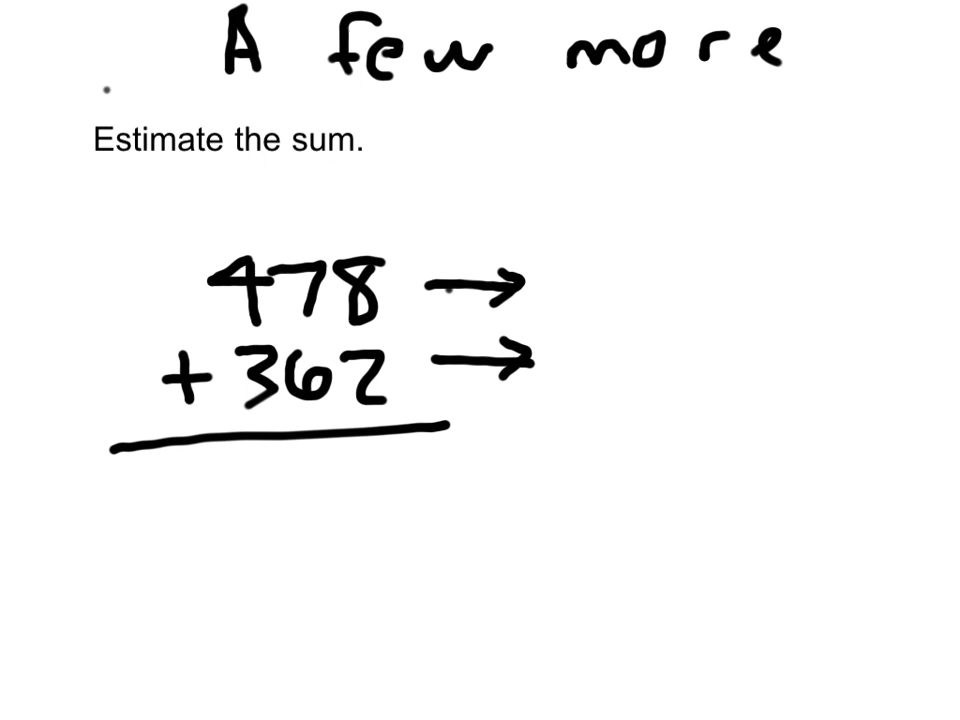 A few more
Estimate the sum.
478 →
+ 362 →